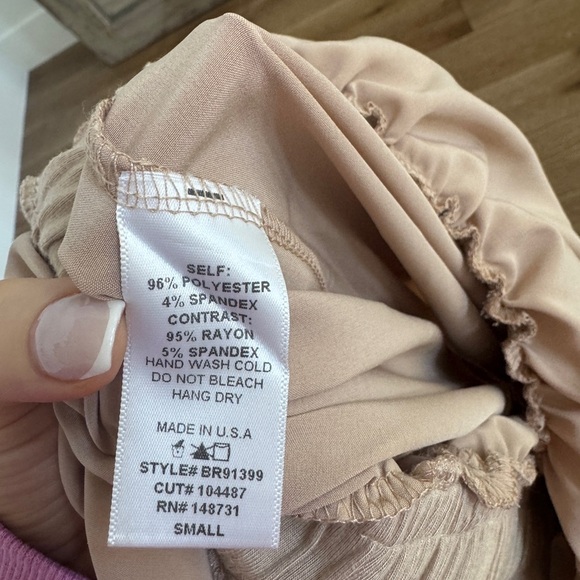 SELF:
96% POLYESTER
4% SPANDEX
CONTRAST:
95% RAYON
5% SPANDEX
HAND WASH COLD
DO NOT BLEACH
HANG DRY
MADE IN U.S.A
STYLE# BR91399
CUT# 104487
RN# 148731
SMALL